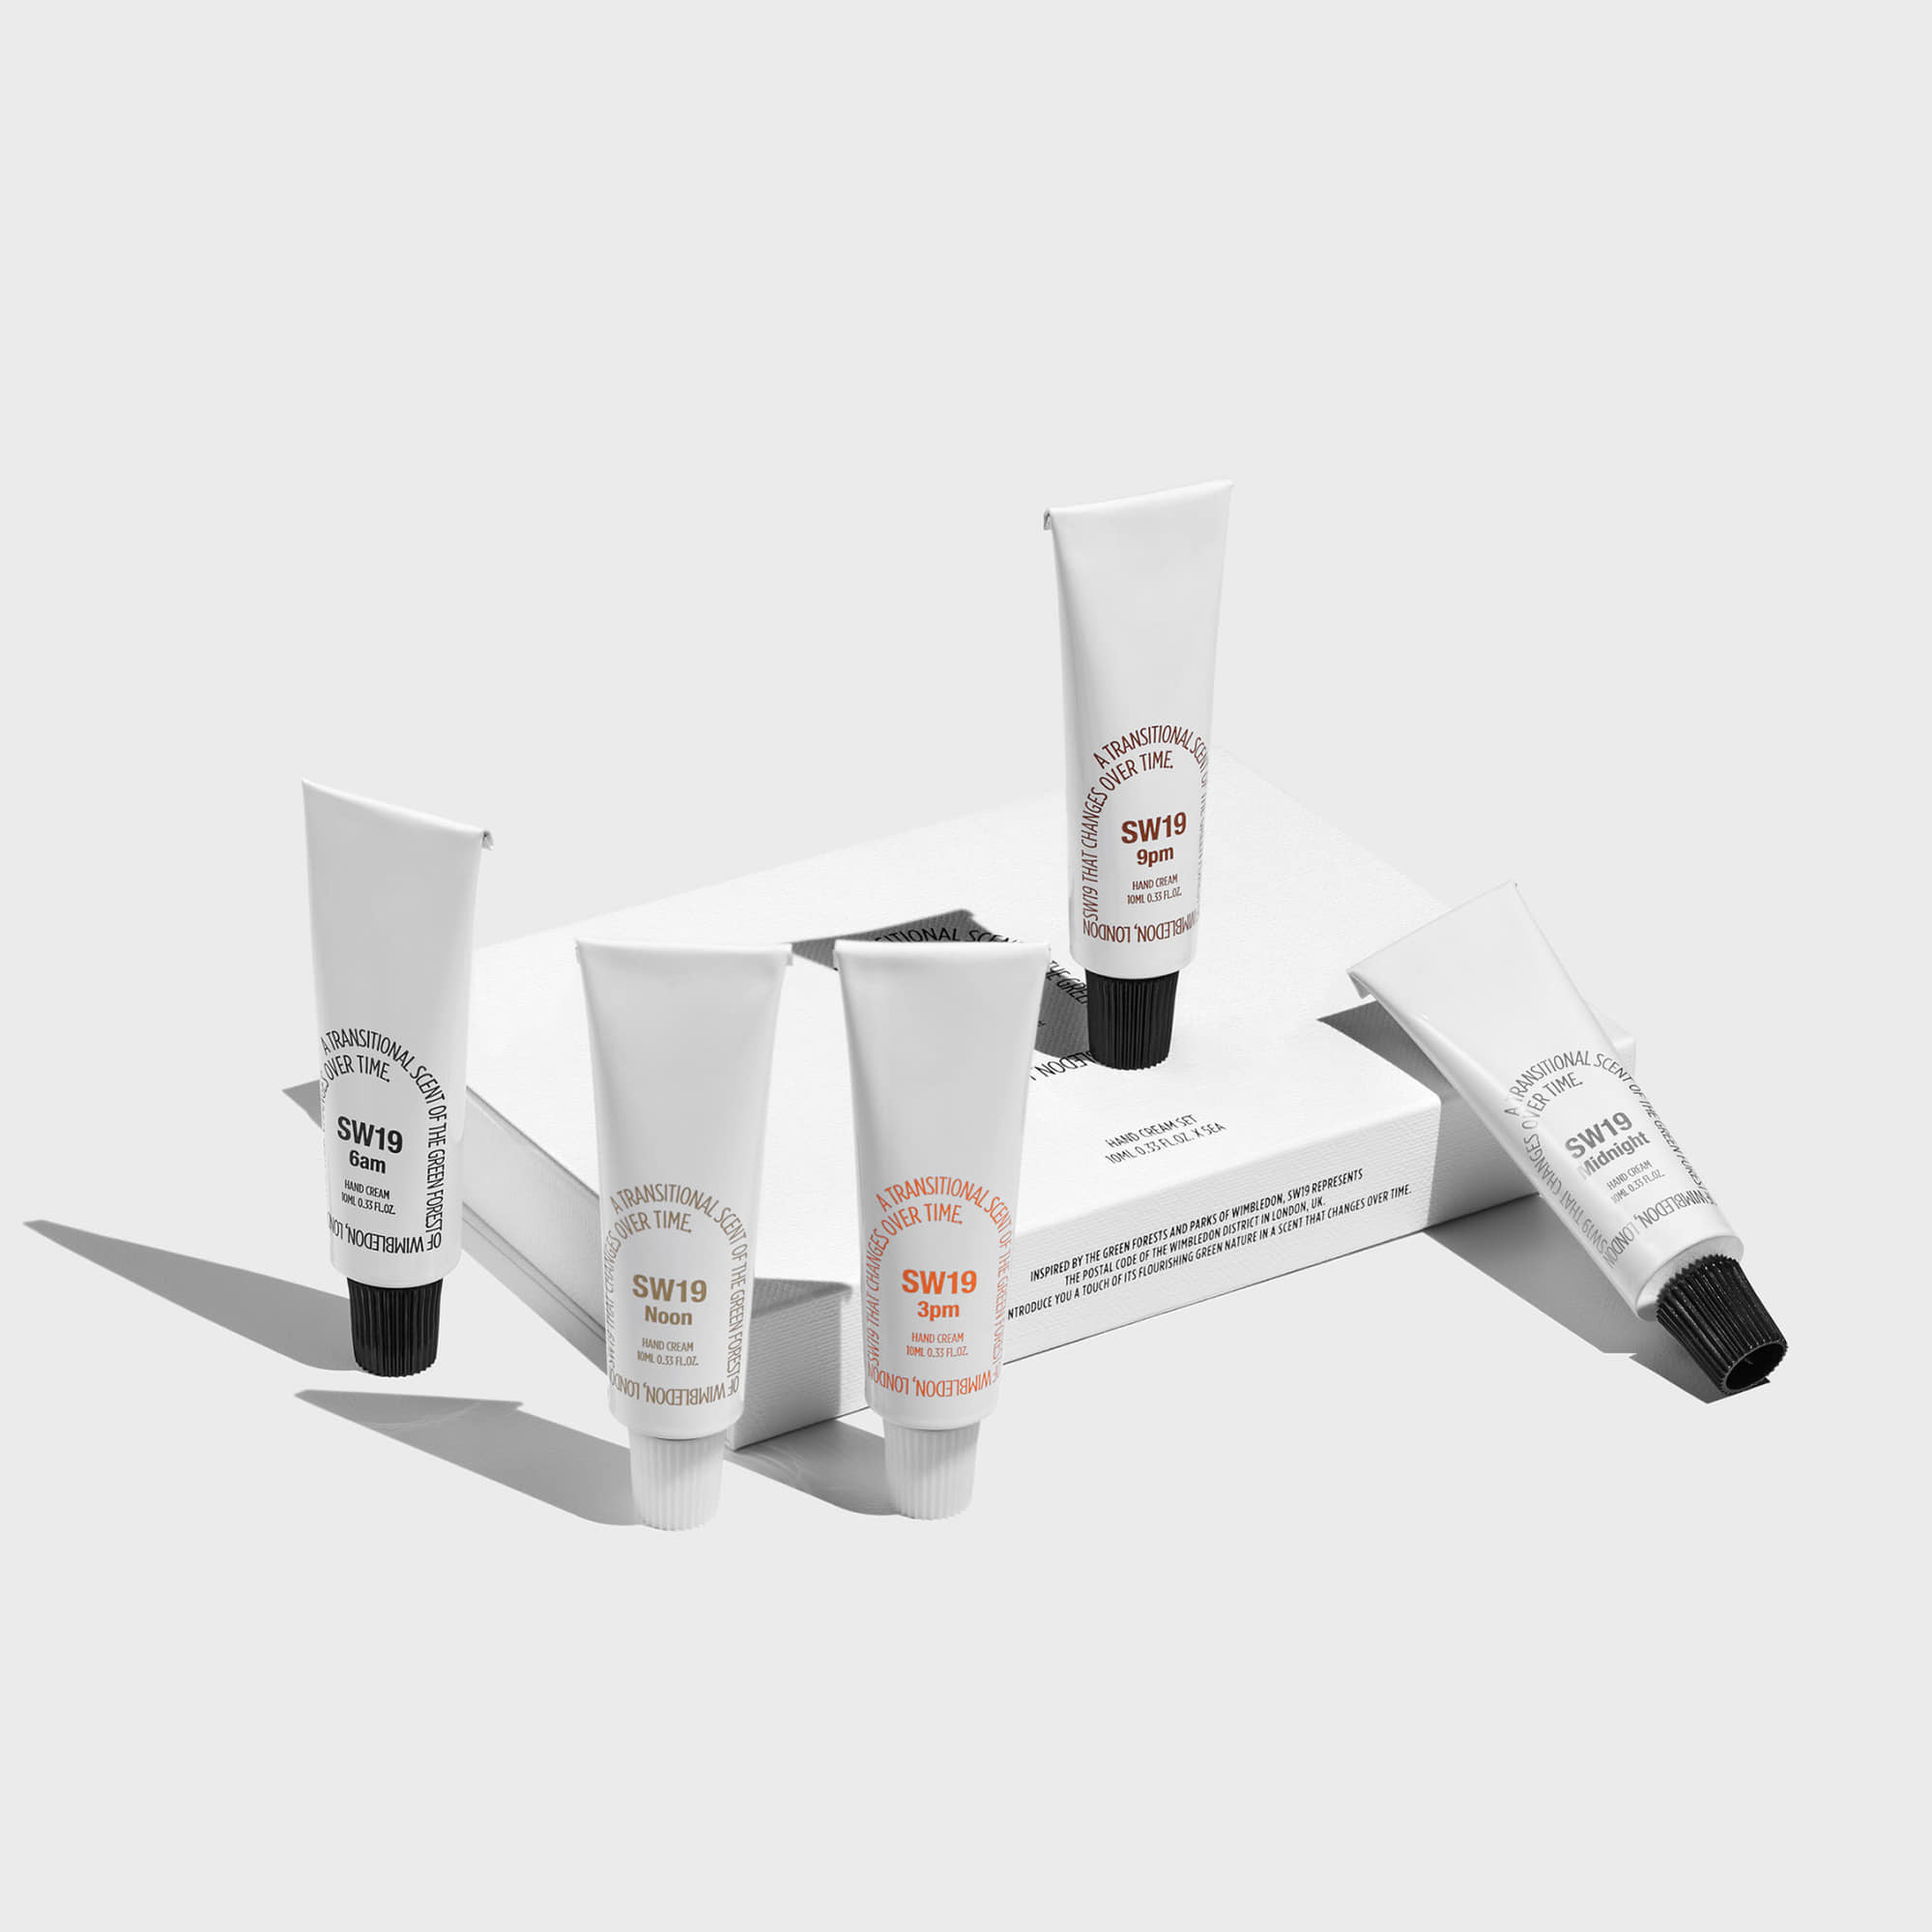 A TRANSITIONAL SCENT OF THE GREEN FOREST
OF WIMBLEDON,
OVER TIME.
SW19
6am
HAND CREAM
10ML 0.33 FL.OZ.
A TRANSITIONAL SCENT OF THE GREEN FOREST
OF WIMBLEDON,
SW19 THAT CHANGES
OVER TIME.
SW19
Noon
HAND CREAM
10ML 0.33 FL.OZ.
A TRANSITIONAL SCENT OF THE GREEN FOREST
WIMBLEDON, LONDON
SW19 THAT CHANGES
OVER TIME.
SW19
3pm
HAND CREAM
10ML 0.33 FL.OZ.
A TRANSITIONAL SCENT OF
WIMBLEDON, LONDON
SW19 THAT CHANGES
OVER TIME.
SW19
9pm
HAND CREAM
10ML 0.33 FL.OZ.
A TRANSITIONAL SCENT OF THE GREEN FOREST
OF WIMBLEDON,
SW19 THAT CHANGES
OVER TIME.
SW19
Midnight
HAND CREAM
10ML 0.33 FL.OZ.
HAND CREAM SET
10ML 0.33 FL.OZ. X 5EA
INSPIRED BY THE GREEN FORESTS AND PARKS OF WIMBLEDON, SW19 REPRESENTS
THE POSTAL CODE OF THE WIMBLEDON DISTRICT IN LONDON, UK.
INTRODUCE YOU A TOUCH OF ITS FLOURISHING GREEN NATURE IN A SCENT THAT CHANGES OVER TIME.